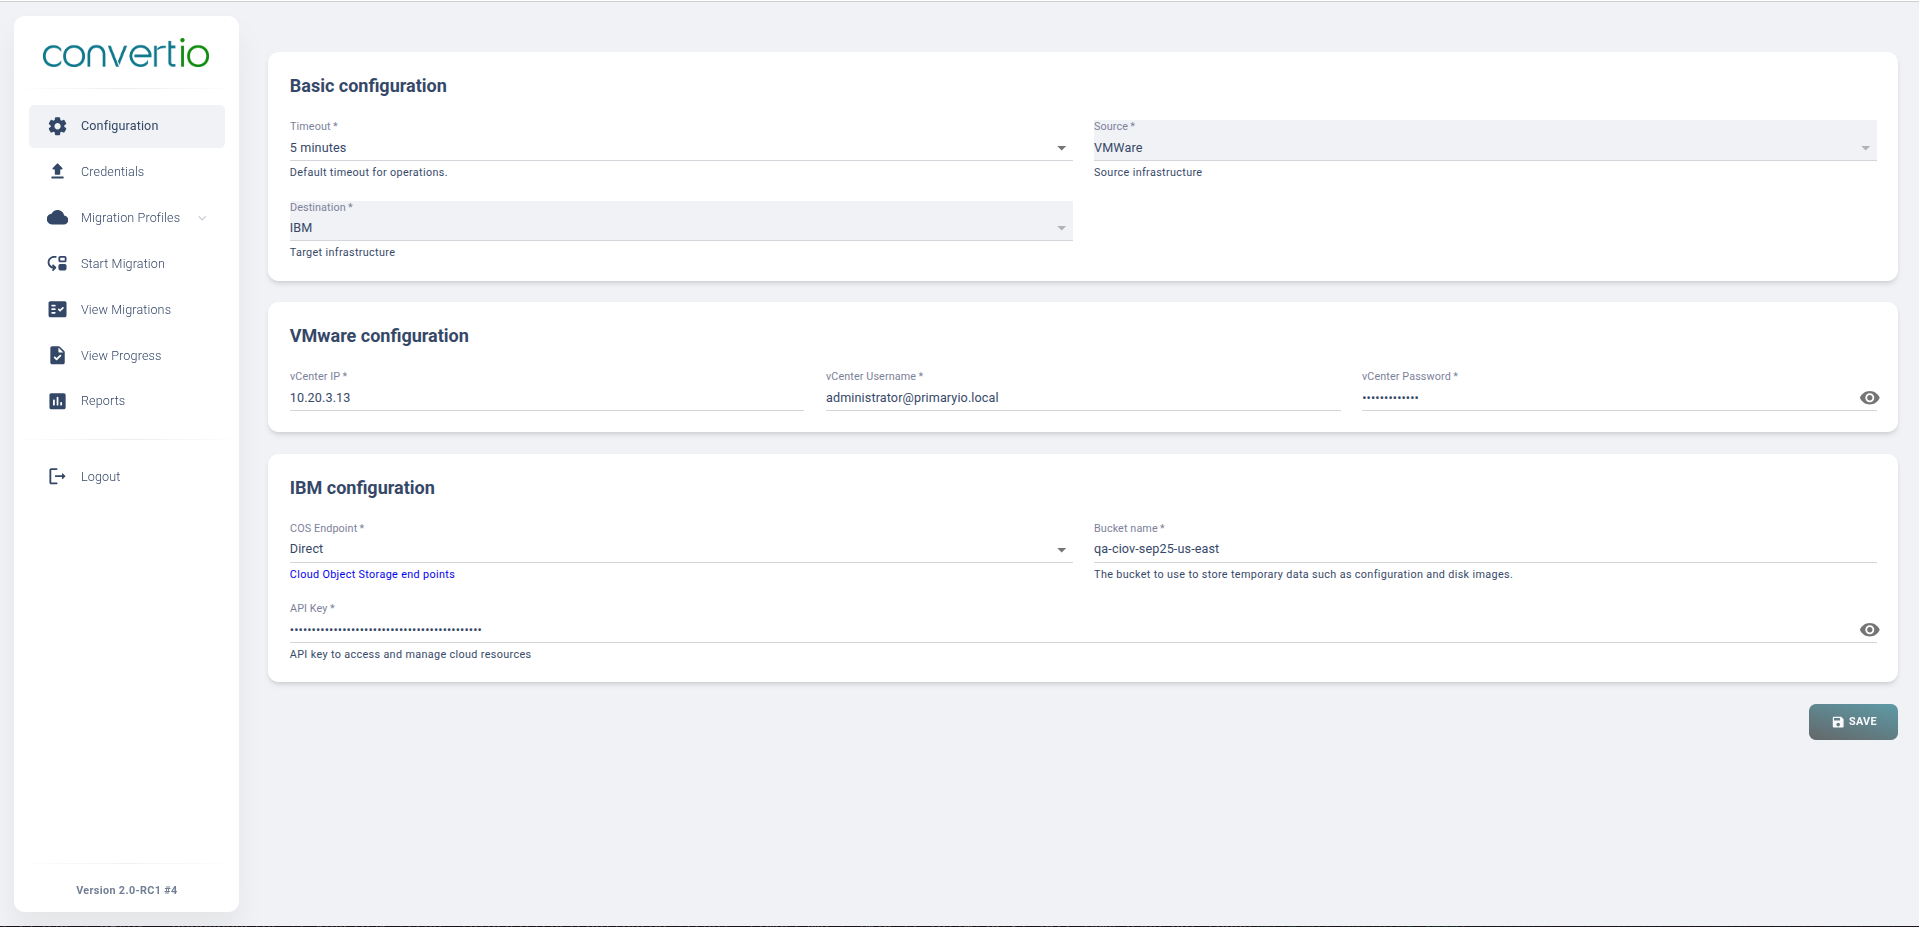 convertio
Configuration
Credentials
Migration Profiles
Start Migration
View Migrations
View Progress
Reports
Logout
Version 2.0-RC1 #4
Basic configuration
Timeout *
5 minutes
Default timeout for operations.
Source *
VMWare
Source infrastructure
Destination *
IBM
Target infrastructure
VMware configuration
vCenter IP *
10.20.3.13
vCenter Username *
administrator@primaryio.local
vCenter Password *
•••••••••••••
IBM configuration
COS Endpoint *
Direct
Cloud Object Storage end points
Bucket name *
qa-ciov-sep25-us-east
The bucket to use to store temporary data such as configuration and disk images.
API Key *
••••••••••••••••••••••••••••••••••••••••••••
API key to access and manage cloud resources
SAVE